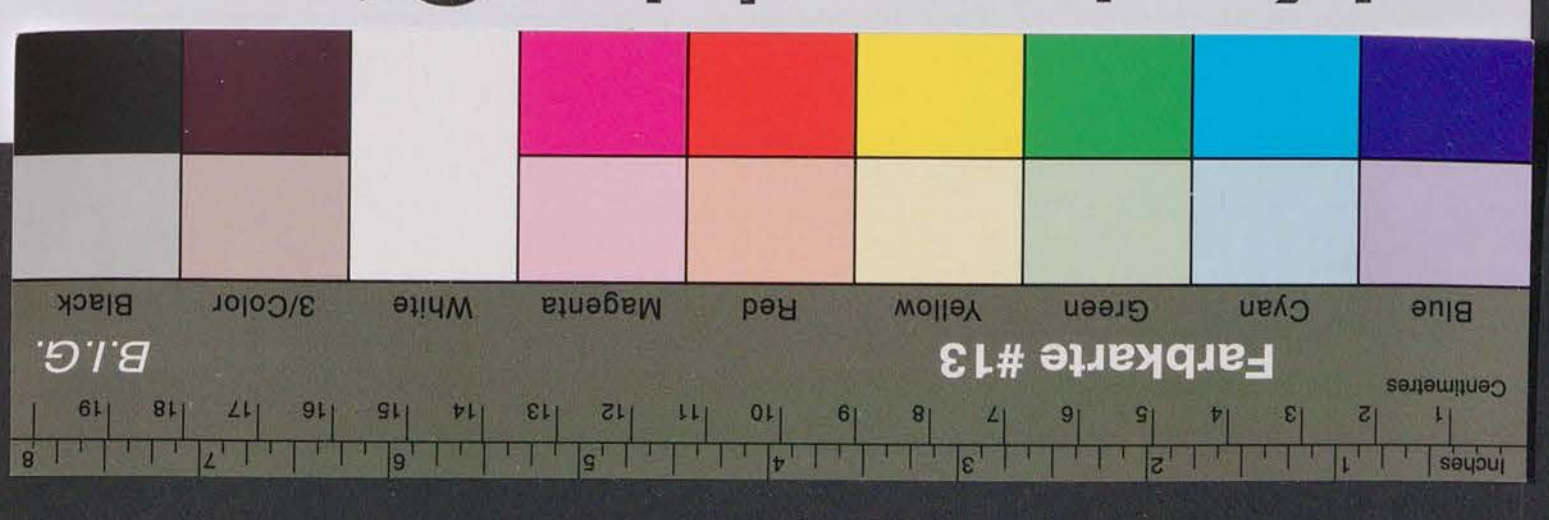 Inches 1 2 3 4 5 6 7 8
Centimetres 1 2 3 4 5 6 7 8 9 10 11 12 13 14 15 16 17 18 19
Farbkarte #13 B.I.G.
Blue Cyan Green Yellow Red Magenta White 3/Color Black